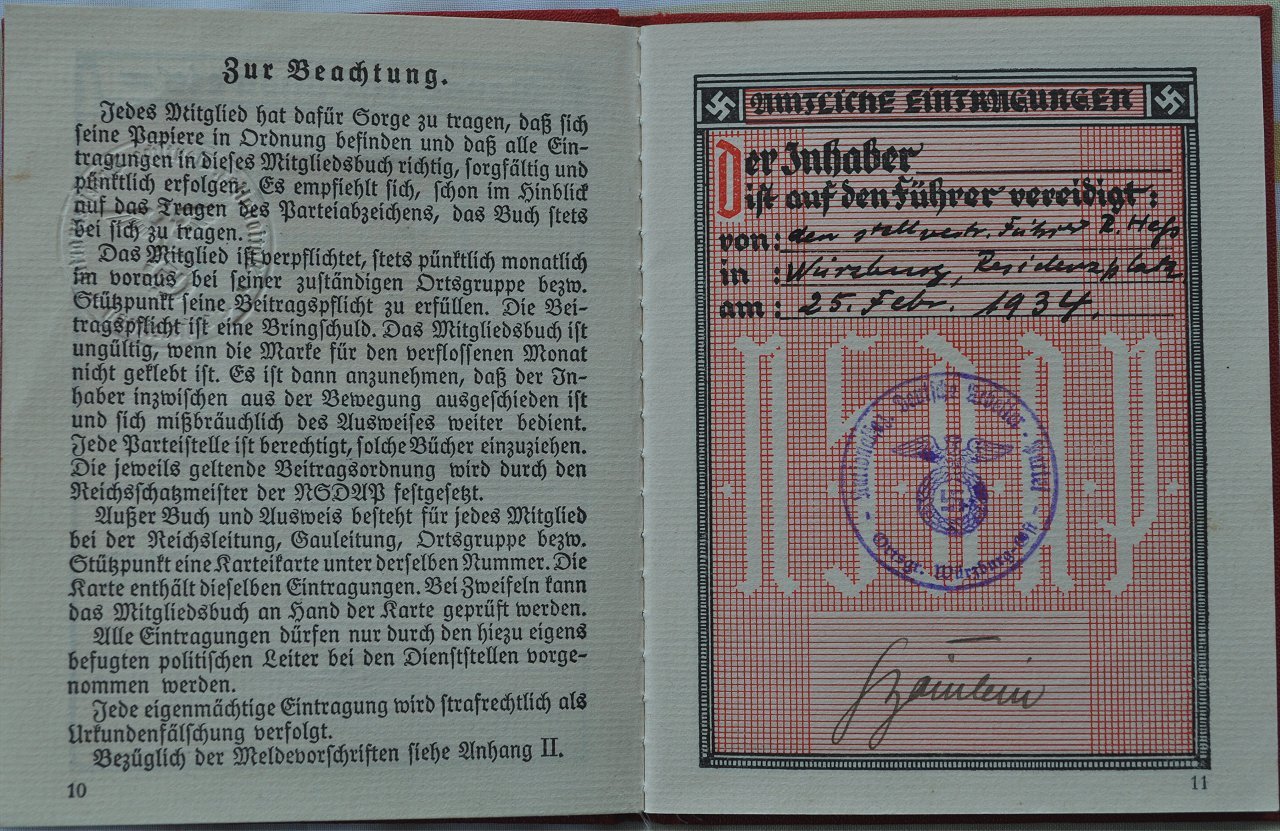 Zur Beachtung.
Jedes Mitglied hat dafür Sorge zu tragen, daß sich
seine Papiere in Ordnung befinden und daß alle Ein-
tragungen in dieses Mitgliedsbuch richtig, sorgfältig und
pünktlich erfolgen. Es empfiehlt sich, schon im Hinblick
auf das Tragen des Parteiabzeichens, das Buch stets
bei sich zu tragen.
Das Mitglied ist verpflichtet, stets pünktlich monatlich
im voraus bei seiner zuständigen Ortsgruppe bezw.
Stützpunkt seine Beitragspflicht zu erfüllen. Die Bei-
tragspflicht ist eine Bringschuld. Das Mitgliedsbuch ist
ungültig, wenn die Marke für den verflossenen Monat
nicht geklebt ist. Es ist dann anzunehmen, daß der In-
haber inzwischen aus der Bewegung ausgeschieden ist
und sich mißbräuchlich des Ausweises weiter bedient.
Jede Parteistelle ist berechtigt, solche Bücher einzuziehen.
Die jeweils geltende Beitragsordnung wird durch den
Reichsschatzmeister der NSDAP festgesetzt.
Außer Buch und Ausweis besteht für jedes Mitglied
bei der Reichsleitung, Gauleitung, Ortsgruppe bezw.
Stützpunkt eine Karteikarte unter derselben Nummer. Die
Karte enthält dieselben Eintragungen. Bei Zweifeln kann
das Mitgliedsbuch an Hand der Karte geprüft werden.
Alle Eintragungen dürfen nur durch den hiezu eigens
befugten politischen Leiter bei den Dienststellen vorge-
nommen werden.
Jede eigenmächtige Eintragung wird strafrechtlich als
Urkundenfälschung verfolgt.
Bezüglich der Meldevorschriften siehe Anhang II.
10
AMTLICHE EINTRAGUNGEN
Der Inhaber
ist auf den Führer vereidigt:
von: den stellvertr. Führer R. Heß
in : Würzburg, Residenzplatz
am : 25. Febr. 1934.
N.S.D.A.P.
Nationalsoz. Deutsche Arbeiter-Partei
Ortsgr. Würzburg-Ost
11